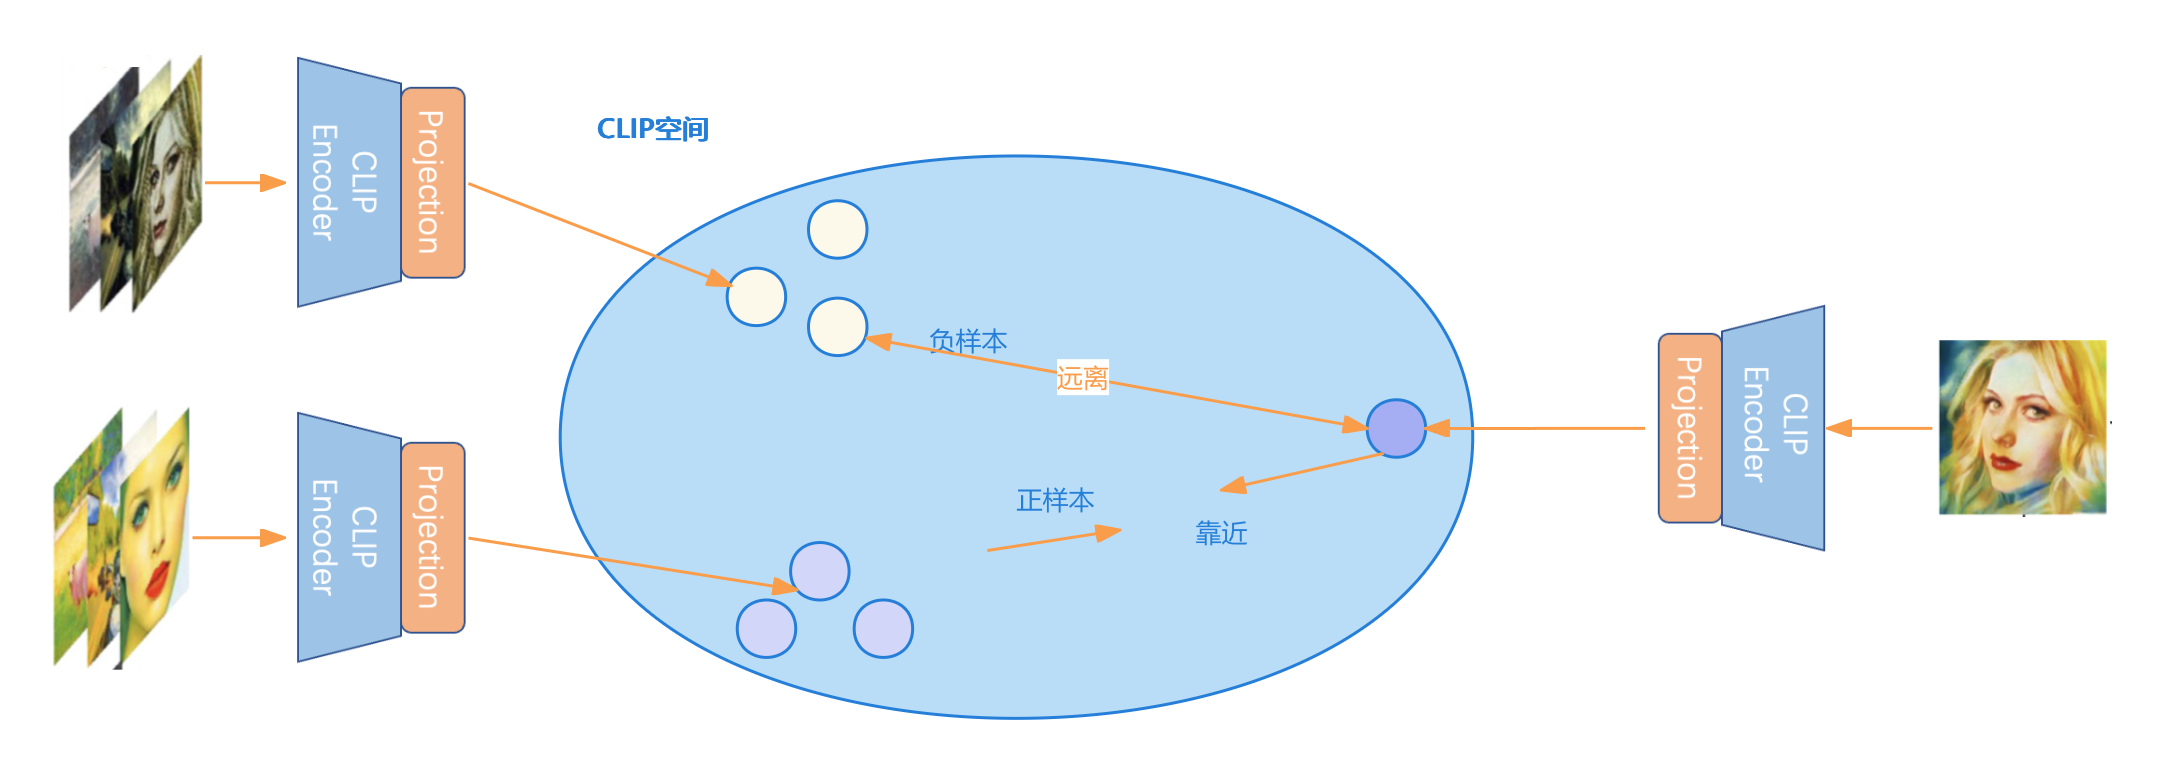 CLIP空间
CLIP
Encoder
Projection
负样本
远离
CLIP
Encoder
Projection
正样本
靠近
Projection
CLIP
Encoder